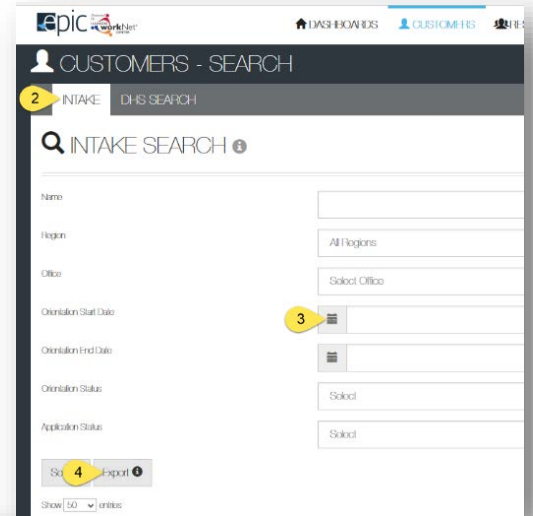 epic workNet
DASHBOARDS CUSTOMERS
CUSTOMERS - SEARCH
2 INTAKE DHS SEARCH
INTAKE SEARCH
Name
Region All Regions
Office Select Office
Orientation Start Date 3
Orientation End Date
Orientation Status Select
Application Status Select
4 Export
Show 50 entries